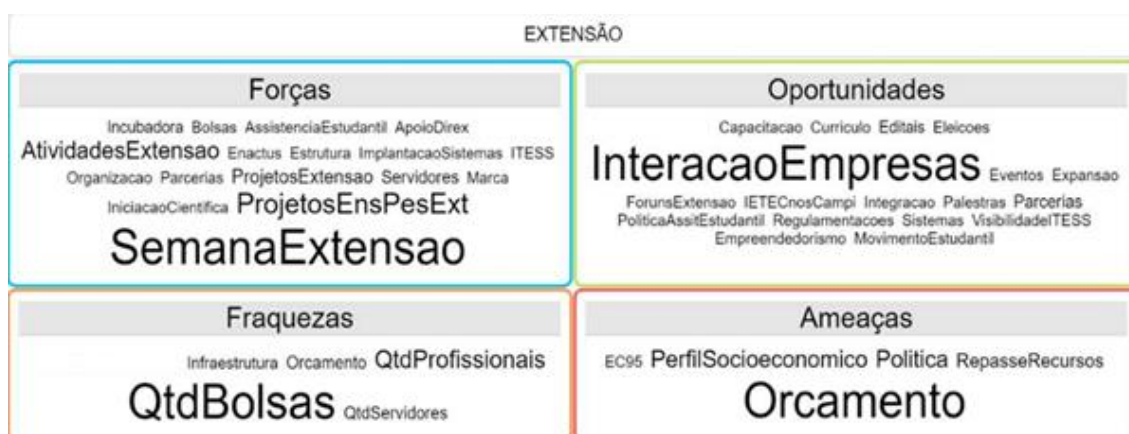 EXTENSÃO
Forças
Incubadora Bolsas AssistenciaEstudantil ApoioDirex
AtividadesExtensao Enactus Estrutura ImplantacaoSistemas ITESS
Organizacao Parcerias ProjetosExtensao Servidores Marca
IniciacaoCientifica ProjetosEnsPesExt
SemanaExtensao
Oportunidades
Capacitacao Curriculo Editais Eleicoes
InteracaoEmpresas Eventos Expansao
ForunsExtensao IETECnosCampi Integracao Palestras Parcerias
PoliticaAssitEstudantil Regulamentacoes Sistemas VisibilidadeITESS
Empreendedorismo MovimentoEstudantil
Fraquezas
Infraestrutura Orcamento QtdProfissionais
QtdBolsas QtdServidores
Ameaças
EC95 PerfilSocioeconomico Politica RepasseRecursos
Orcamento